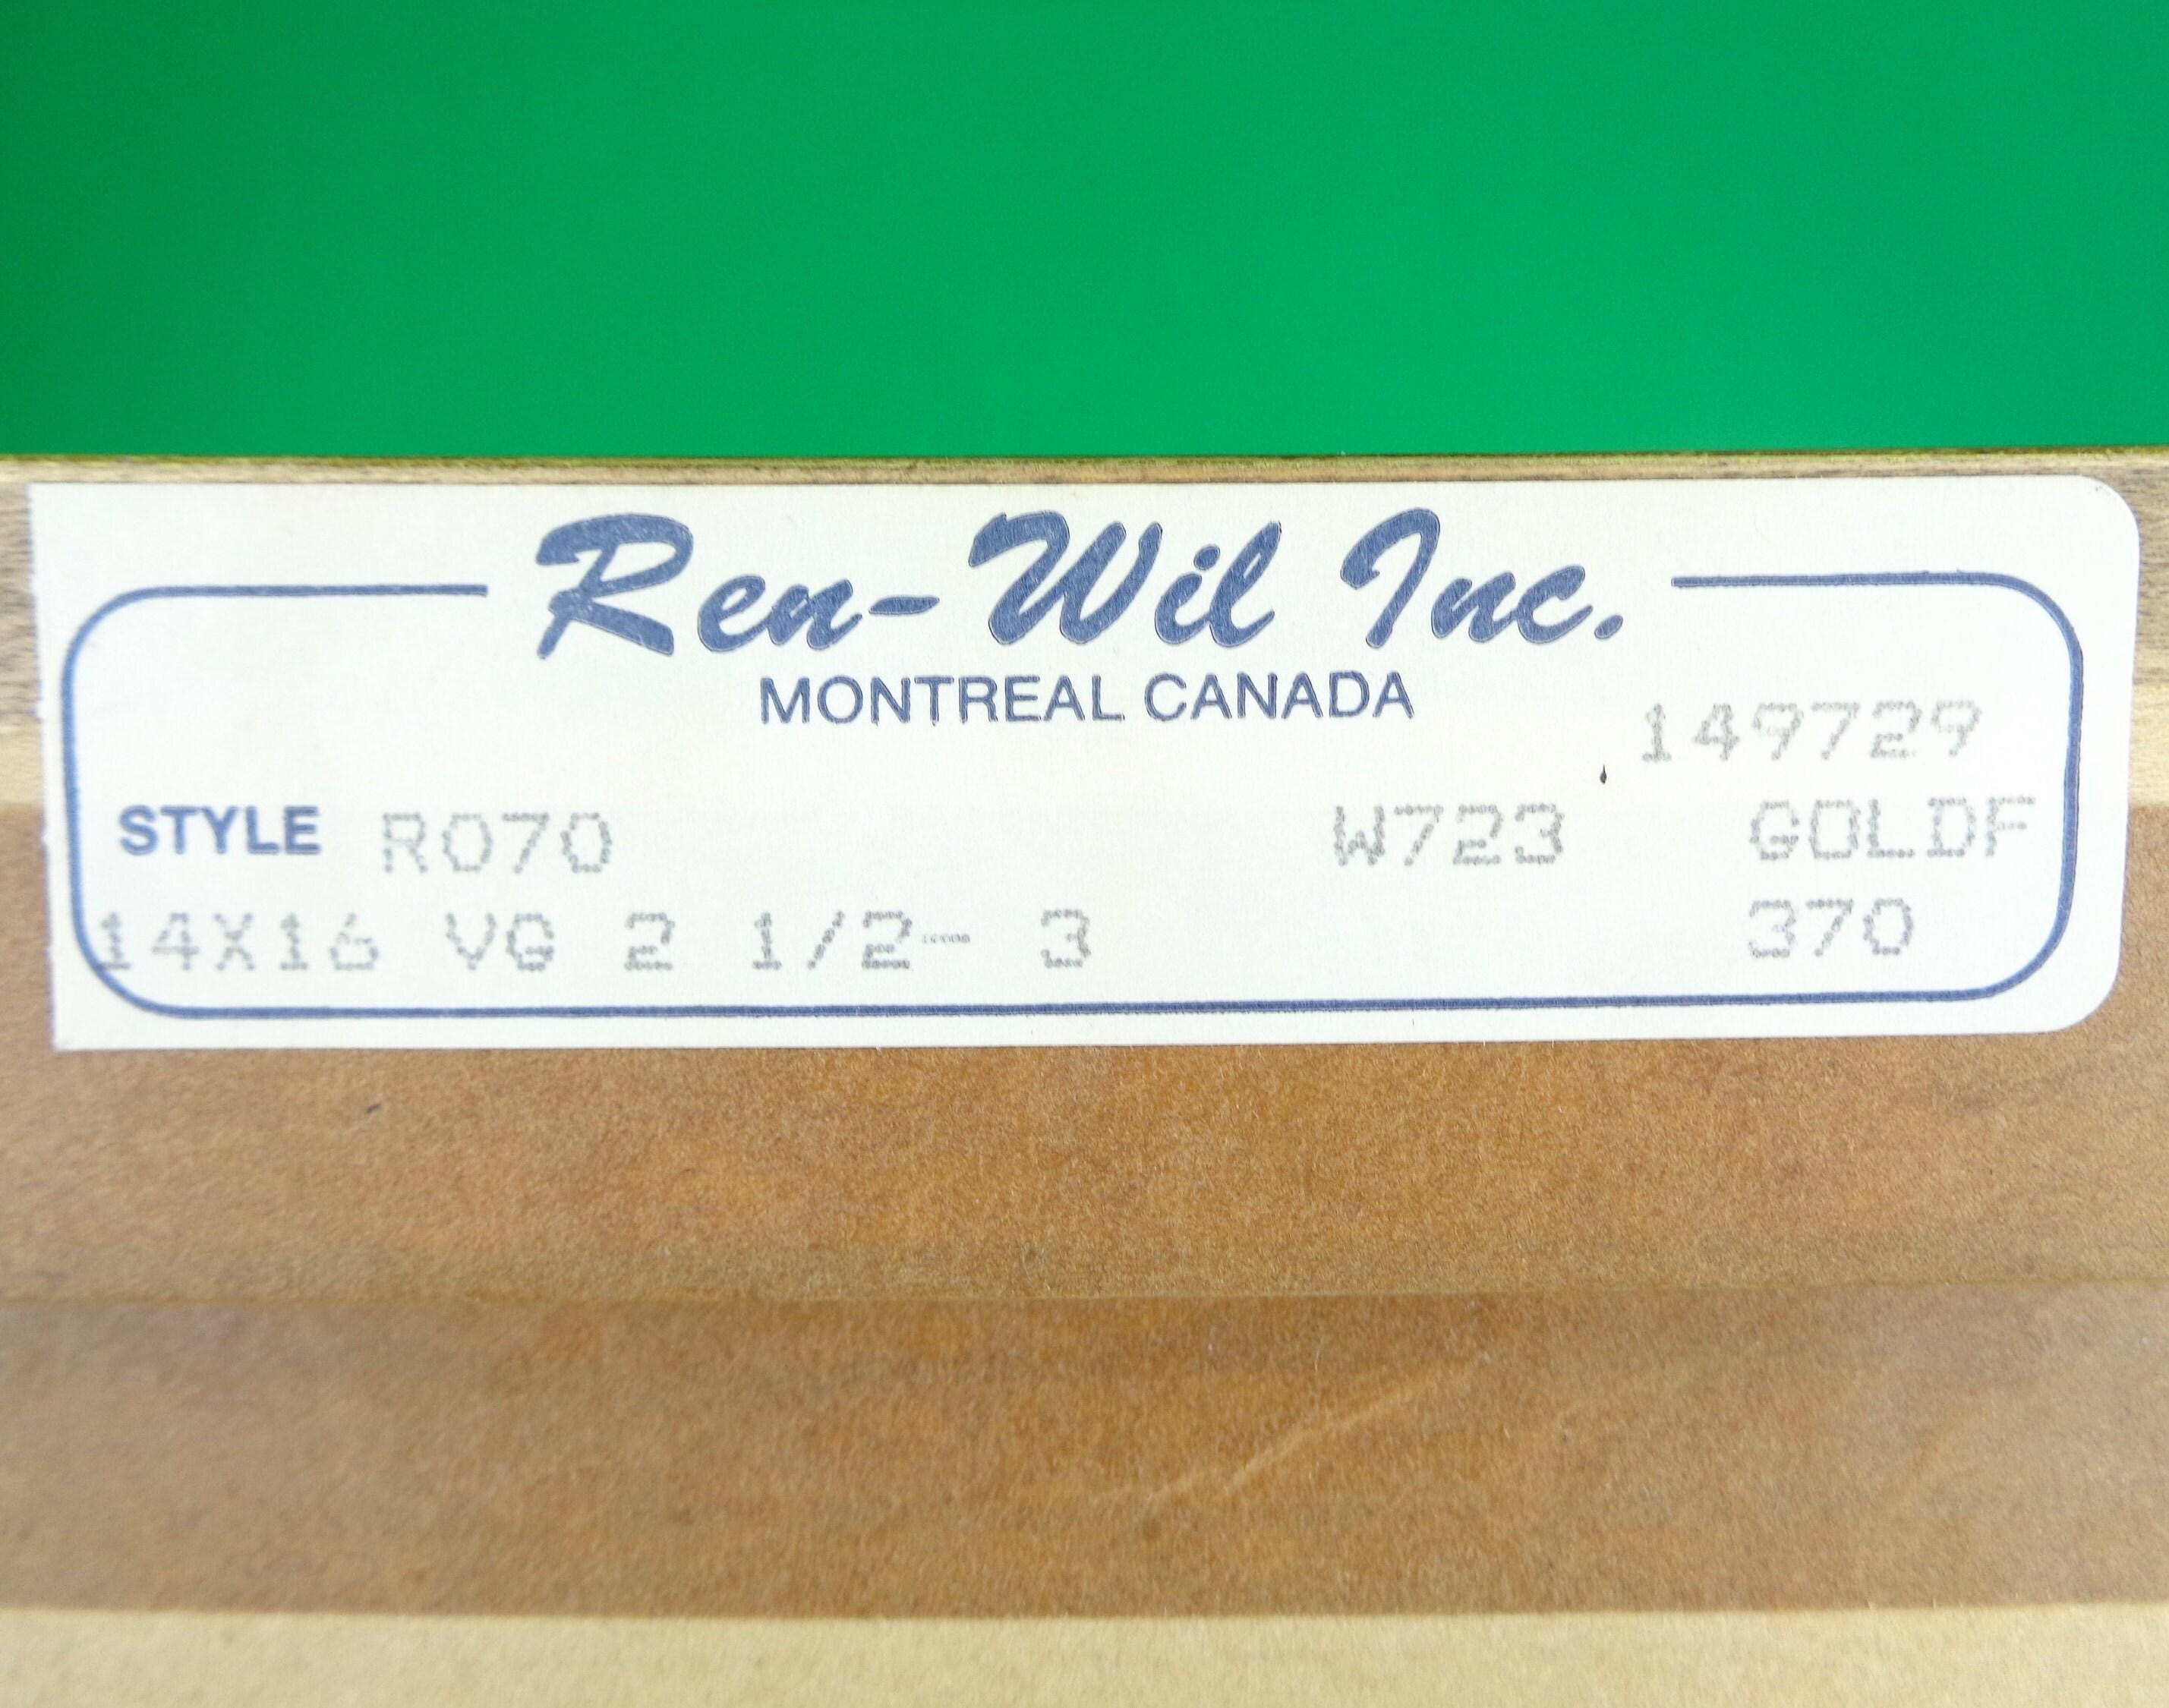 Ren-Wil Inc.
MONTREAL CANADA
149729
STYLE R070 W723 GOLDF
14X16 VG 2 1/2- 3 370